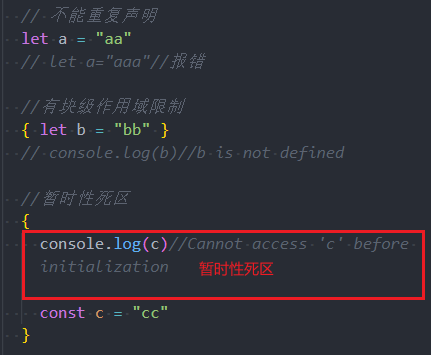 // 不能重复声明
let a = "aa"
// let a="aaa"//报错
//有块级作用域限制
{ let b = "bb" }
// console.log(b)//b is not defined
//暂时性死区
{
console.log(c)//Cannot access 'c' before
initialization 暂时性死区
const c = "cc"
}